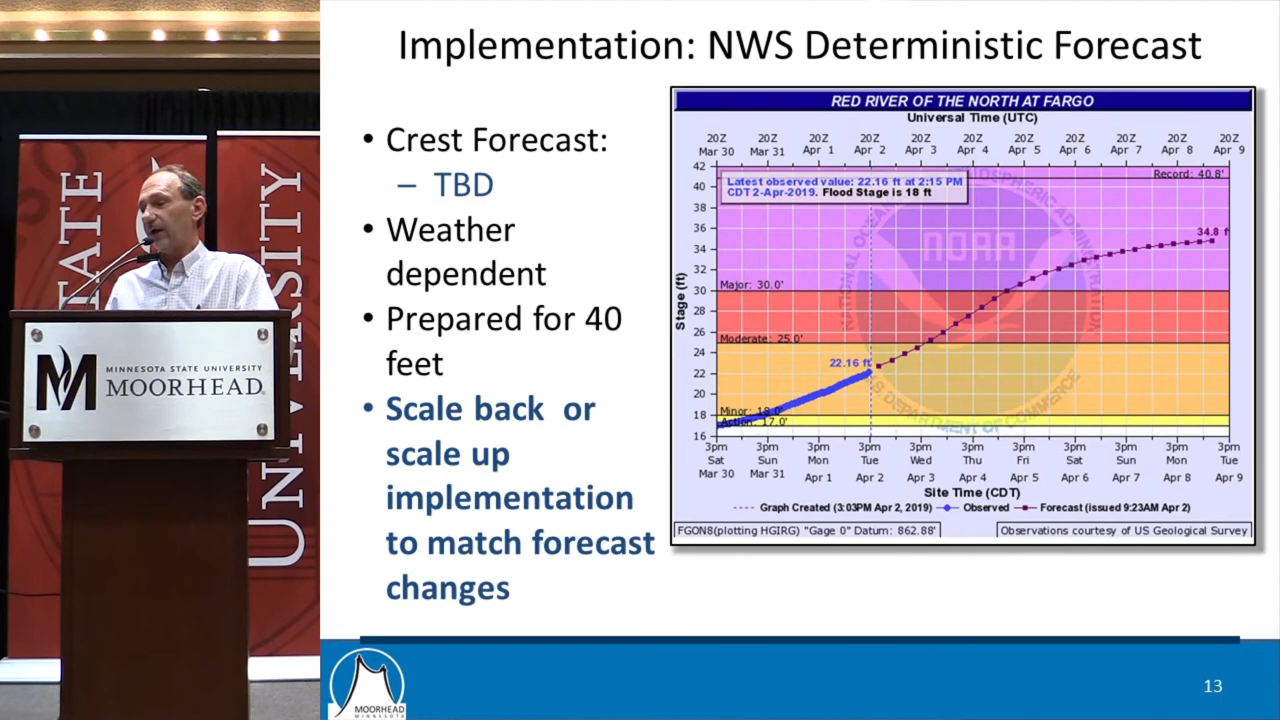 Implementation: NWS Deterministic Forecast
• Crest Forecast:
– TBD
• Weather
dependent
• Prepared for 40
feet
• Scale back or
scale up
implementation
to match forecast
changes
RED RIVER OF THE NORTH AT FARGO
Universal Time (UTC)
20Z 20Z 20Z 20Z 20Z 20Z 20Z 20Z 20Z 20Z 20Z
Mar 30 Mar 31 Apr 1 Apr 2 Apr 3 Apr 4 Apr 5 Apr 6 Apr 7 Apr 8 Apr 9
42
Record: 40.8'
Latest observed value: 22.16 ft at 2:15 PM
CDT 2-Apr-2019. Flood Stage is 18 ft
40
38
36
34.8 f
34
32
Major: 30.0'
30
28
26
Moderate: 25.0'
24
22.16 ft
22
20
Minor: 18.0'
18
Action: 17.0'
16
Stage (ft)
NOAA
3pm 3pm 3pm 3pm 3pm 3pm 3pm 3pm 3pm 3pm 3pm
Sat Sun Mon Tue Wed Thu Fri Sat Sun Mon Tue
Mar 30 Mar 31 Apr 1 Apr 2 Apr 3 Apr 4 Apr 5 Apr 6 Apr 7 Apr 8 Apr 9
Site Time (CDT)
Graph Created (3:03PM Apr 2, 2019) Observed Forecast (issued 9:23AM Apr 2)
FGON8(plotting HGIRG) "Gage 0" Datum: 862.88'
Observations courtesy of US Geological Survey
MOORHEAD
MINNESOTA
13
STATE
UNIVERSITY
M
MINNESOTA STATE UNIVERSITY
MOORHEAD